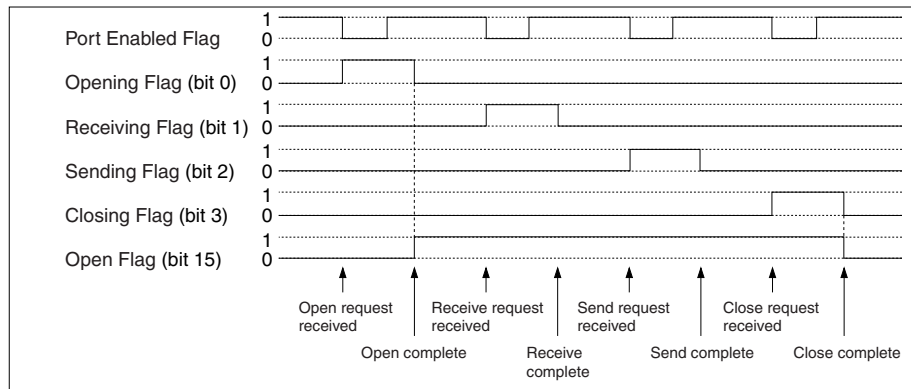 Port Enabled Flag
1
0
Opening Flag (bit 0)
1
0
Receiving Flag (bit 1)
1
0
Sending Flag (bit 2)
1
0
Closing Flag (bit 3)
1
0
Open Flag (bit 15)
1
0
Open request
received
Receive request
received
Send request
received
Close request
received
Open complete
Receive
complete
Send complete
Close complete